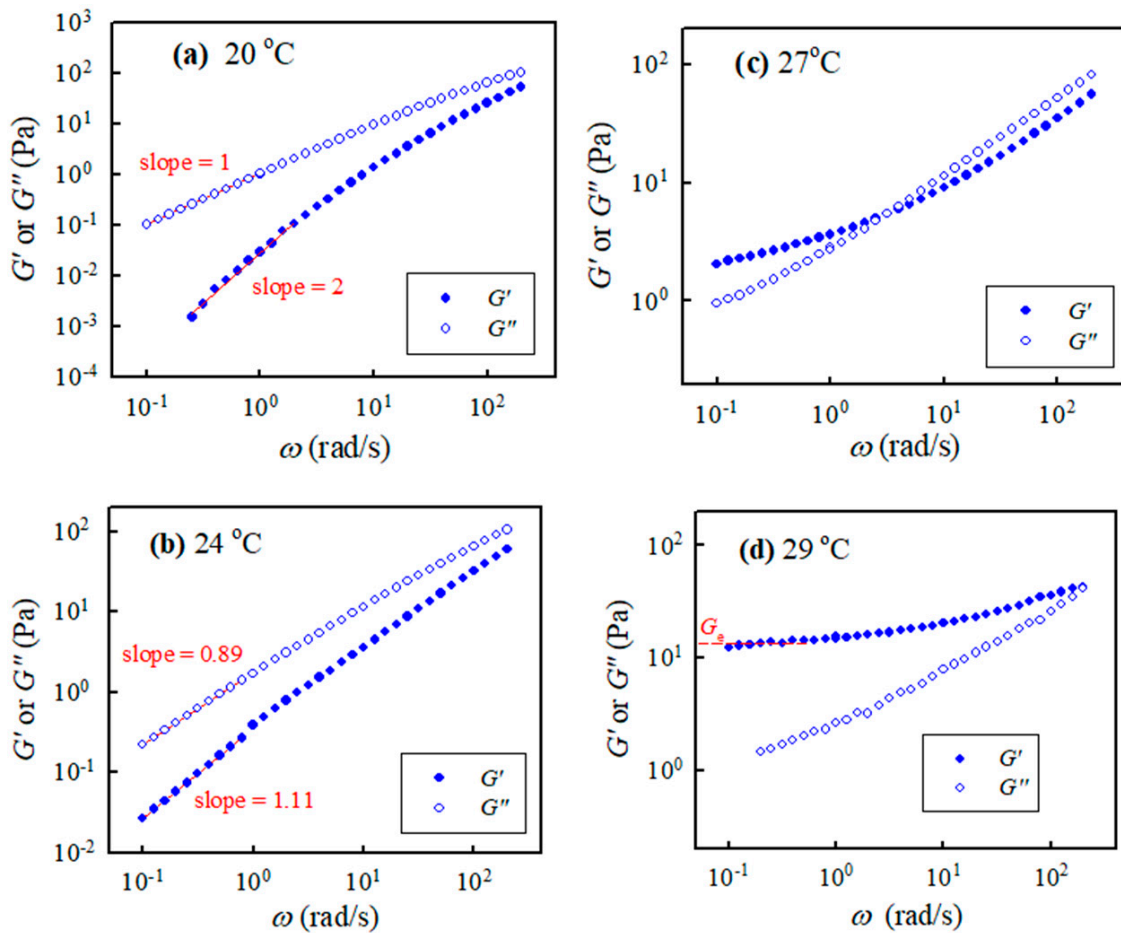 (a) 20 °C
10³
10²
10¹
10⁰
10⁻¹
10⁻²
10⁻³
10⁻⁴
G' or G" (Pa)
slope = 1
slope = 2
G'
G"
10⁻¹ 10⁰ 10¹ 10²
ω (rad/s)
(c) 27°C
10²
10¹
10⁰
G' or G" (Pa)
G'
G"
10⁻¹ 10⁰ 10¹ 10²
ω (rad/s)
(b) 24 °C
10²
10¹
10⁰
10⁻¹
10⁻²
G' or G" (Pa)
slope = 0.89
slope = 1.11
G'
G"
10⁻¹ 10⁰ 10¹ 10²
ω (rad/s)
(d) 29 °C
10²
10¹
10⁰
G' or G" (Pa)
Gₑ
G'
G"
10⁻¹ 10⁰ 10¹ 10²
ω (rad/s)